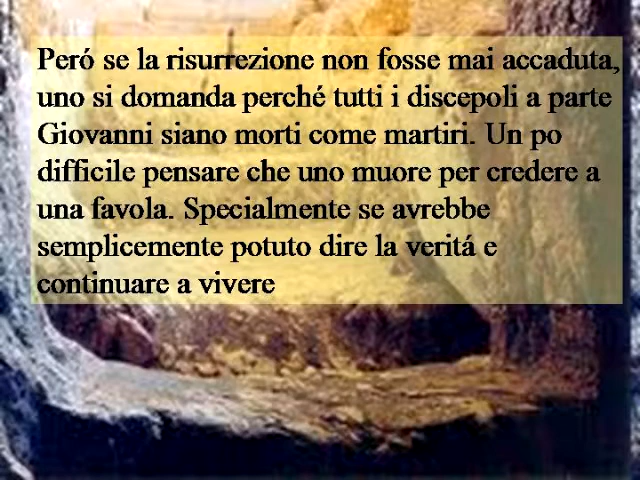 Peró se la risurrezione non fosse mai accaduta,
uno si domanda perché tutti i discepoli a parte
Giovanni siano morti come martiri. Un po
difficile pensare che uno muore per credere a
una favola. Specialmente se avrebbe
semplicemente potuto dire la veritá e
continuare a vivere